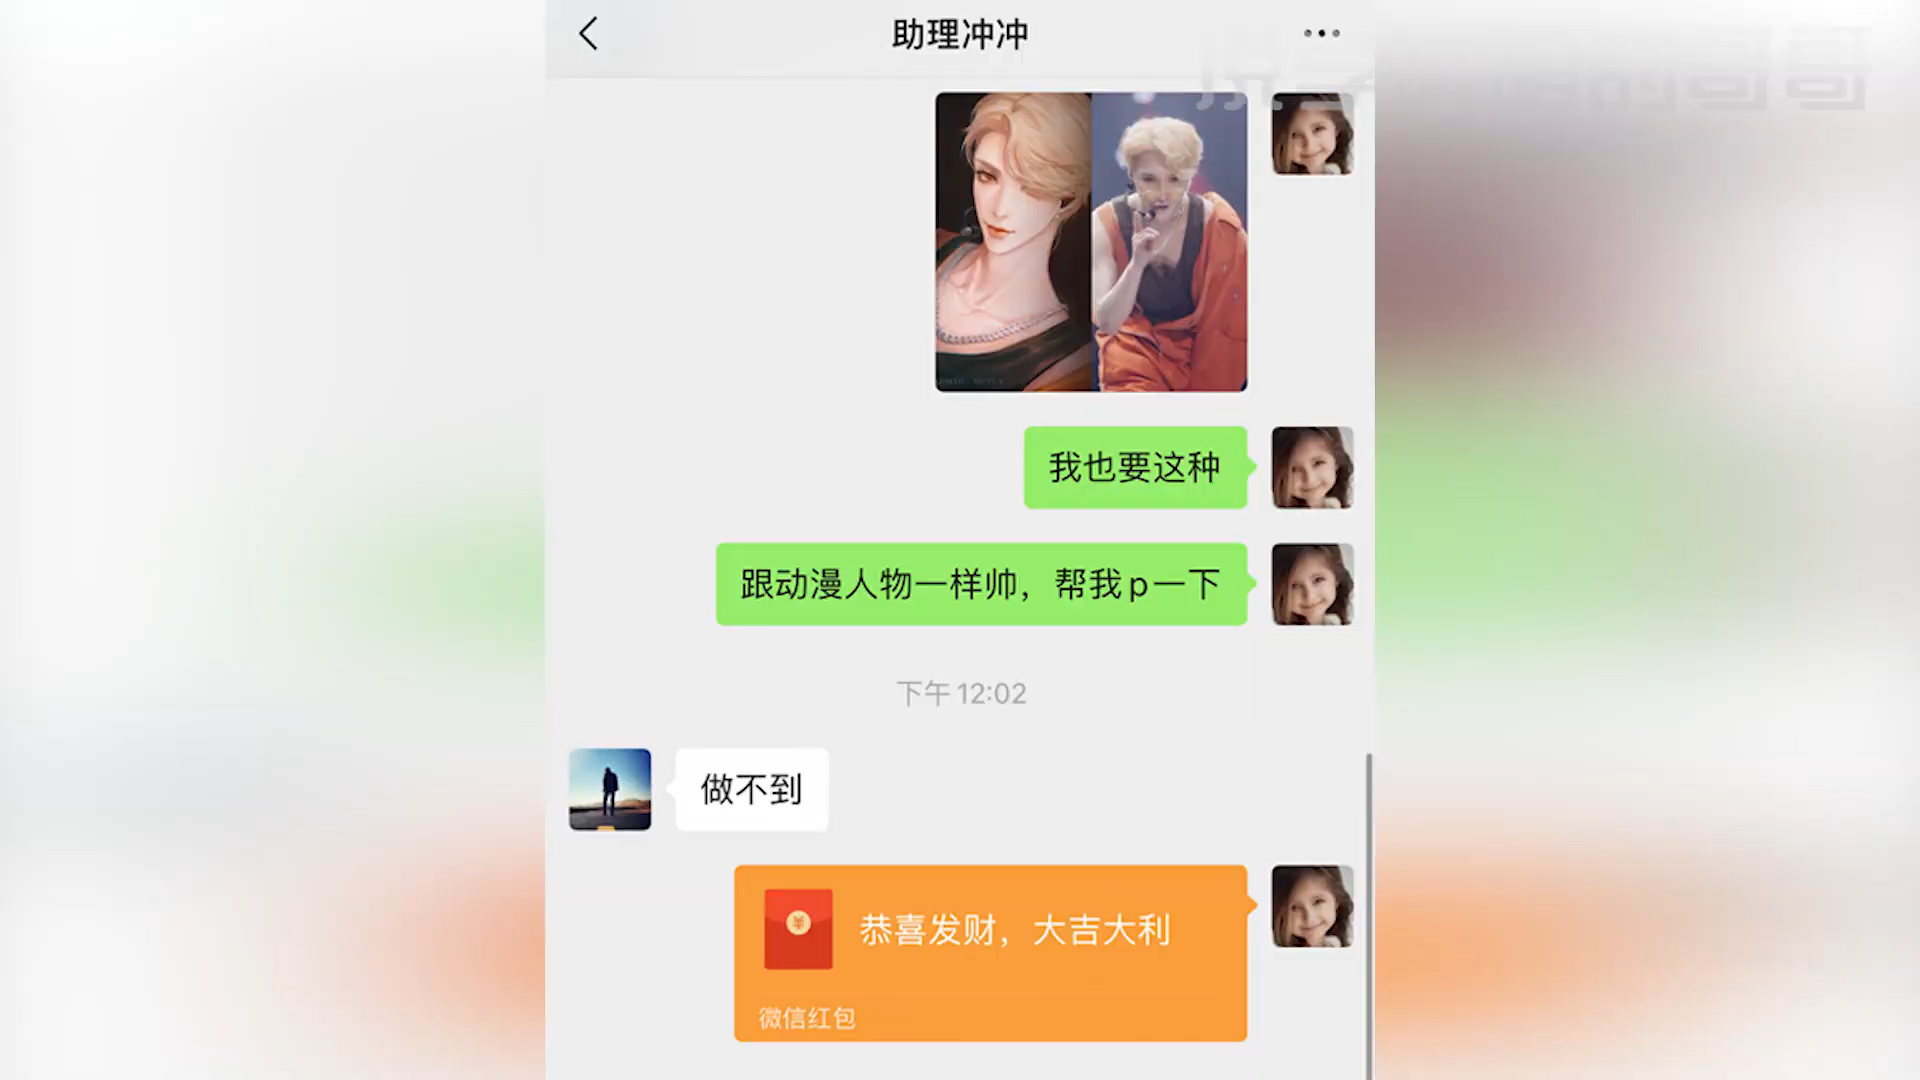 助理冲冲
我也要这种
跟动漫人物一样帅，帮我p一下
下午 12:02
做不到
恭喜发财，大吉大利
微信红包